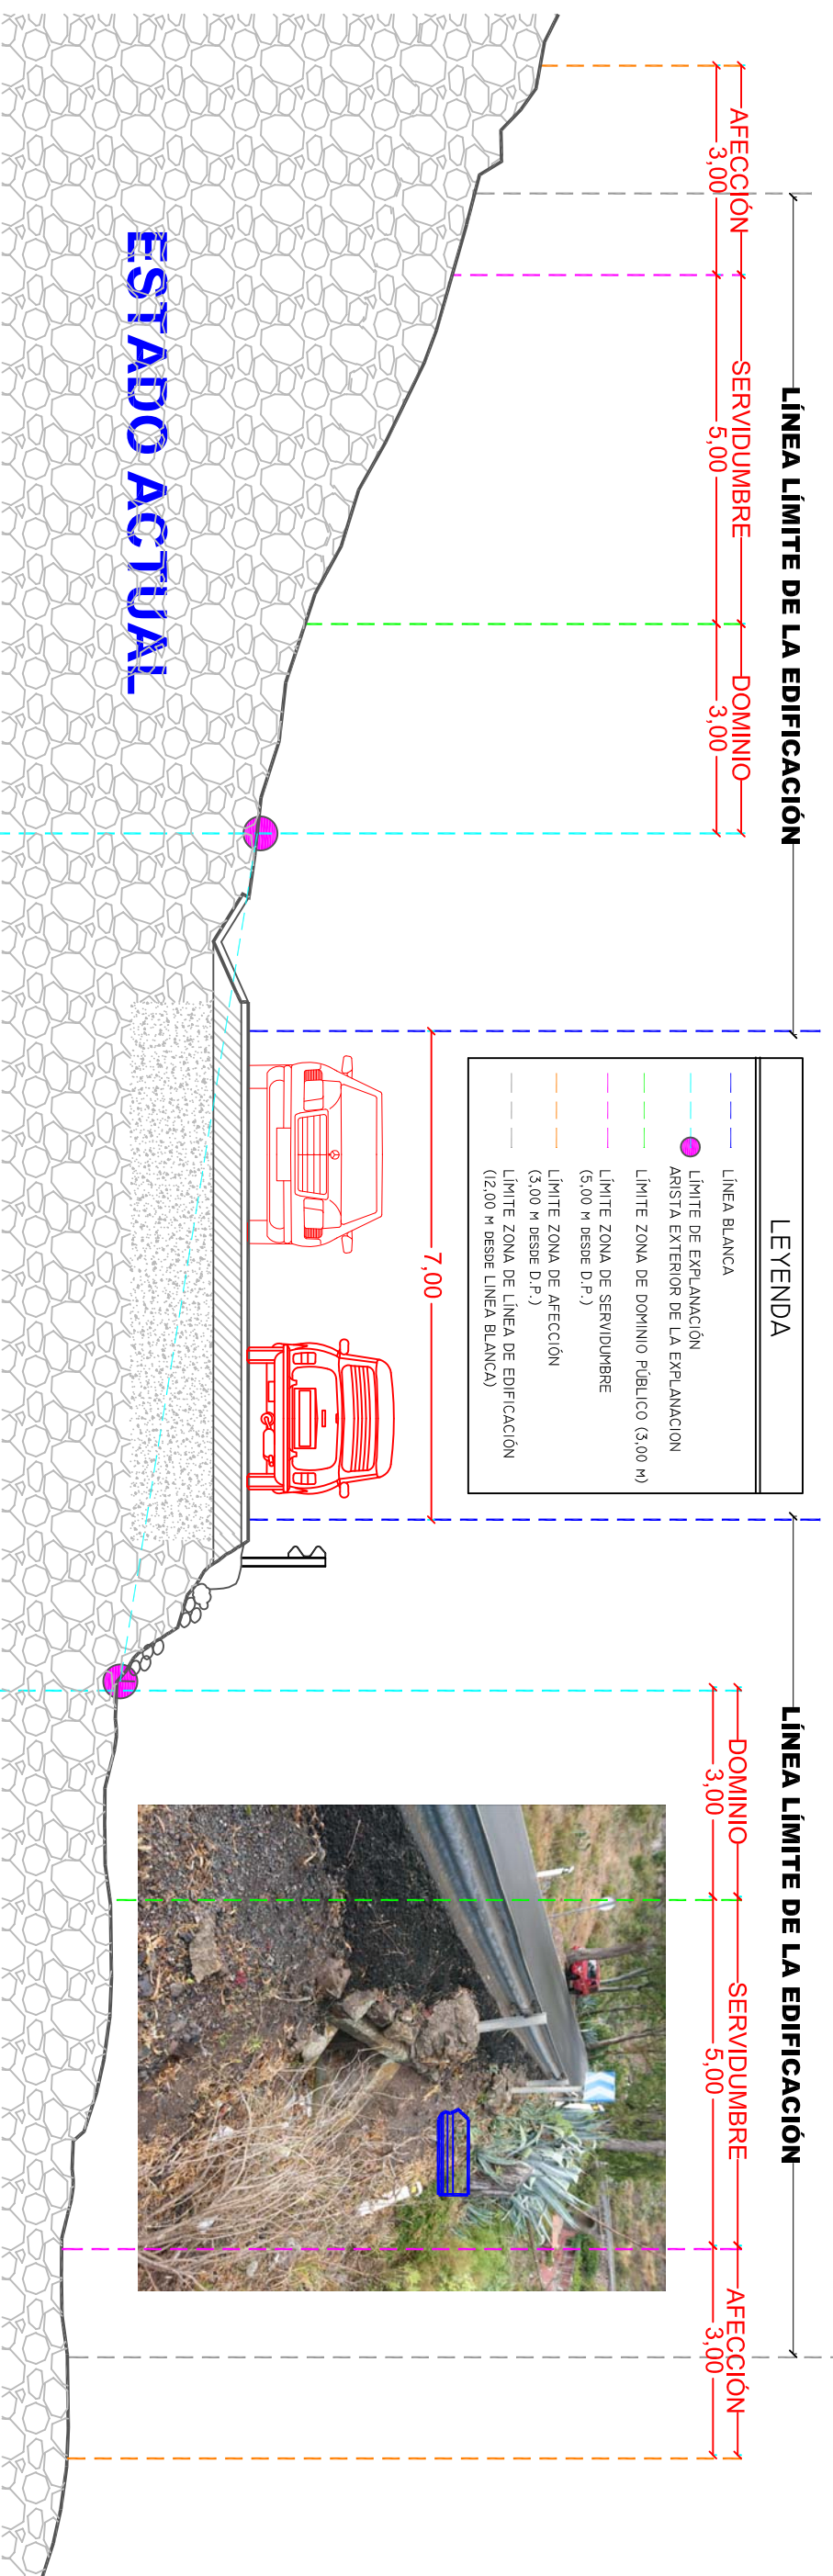 LÍNEA LÍMITE DE LA EDIFICACIÓN
LÍNEA LÍMITE DE LA EDIFICACIÓN
AFECCIÓN
3,00
SERVIDUMBRE
5,00
DOMINIO
3,00
DOMINIO
3,00
SERVIDUMBRE
5,00
AFECCIÓN
3,00
LEYENDA
LÍNEA BLANCA
LÍMITE DE EXPLANACIÓN
ARISTA EXTERIOR DE LA EXPLANACION
LÍMITE ZONA DE DOMINIO PÚBLICO (3,00 M)
LÍMITE ZONA DE SERVIDUMBRE
(5,00 M DESDE D.P.)
LÍMITE ZONA DE AFECCIÓN
(3,00 M DESDE D.P.)
LÍMITE ZONA DE LÍNEA DE EDIFICACIÓN
(12,00 M DESDE LINEA BLANCA)
7,00
ESTADO ACTUAL